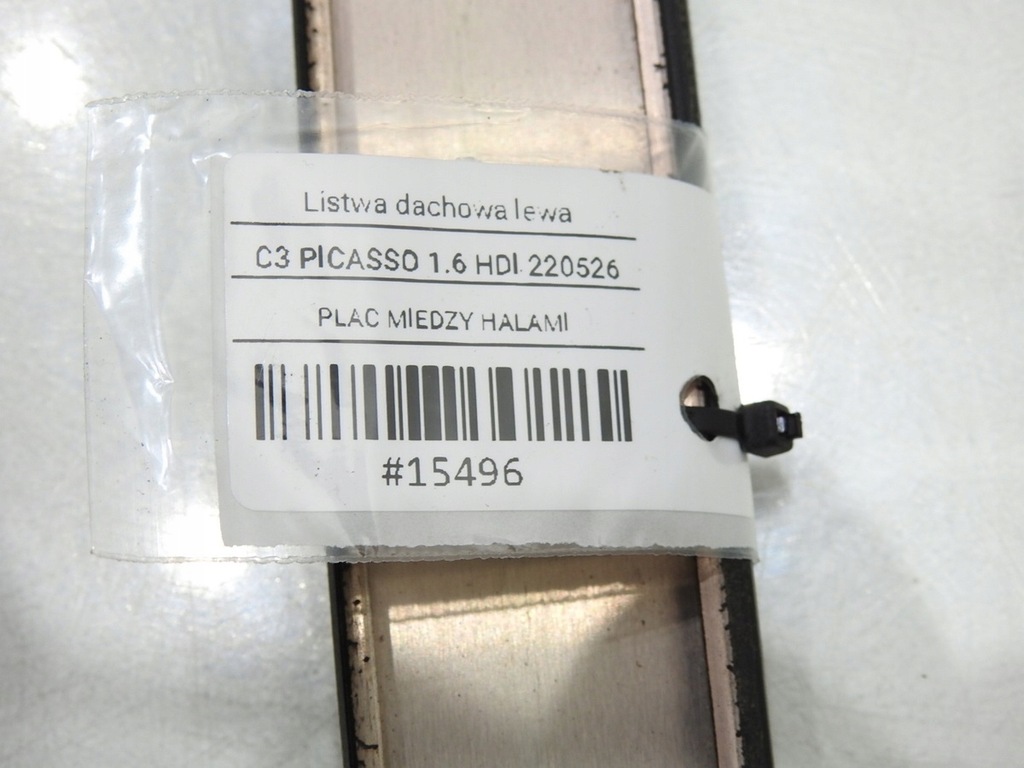 Listwa dachowa lewa
C3 PICASSO 1.6 HDI 220526
PLAC MIEDZY HALAMI
#15496